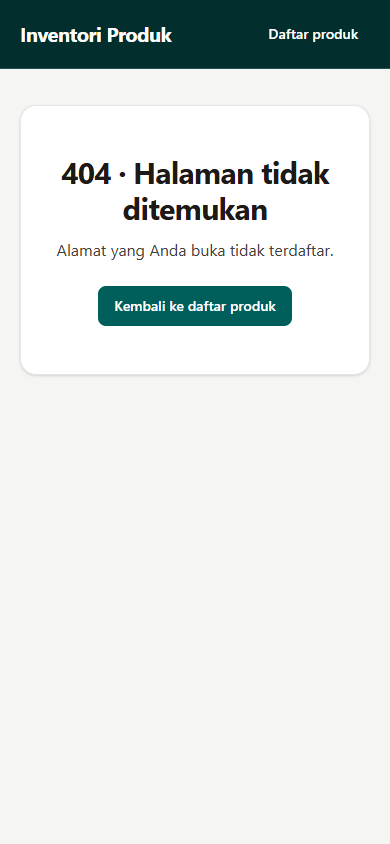 Inventori Produk
Daftar produk
404 · Halaman tidak
ditemukan
Alamat yang Anda buka tidak terdaftar.
Kembali ke daftar produk